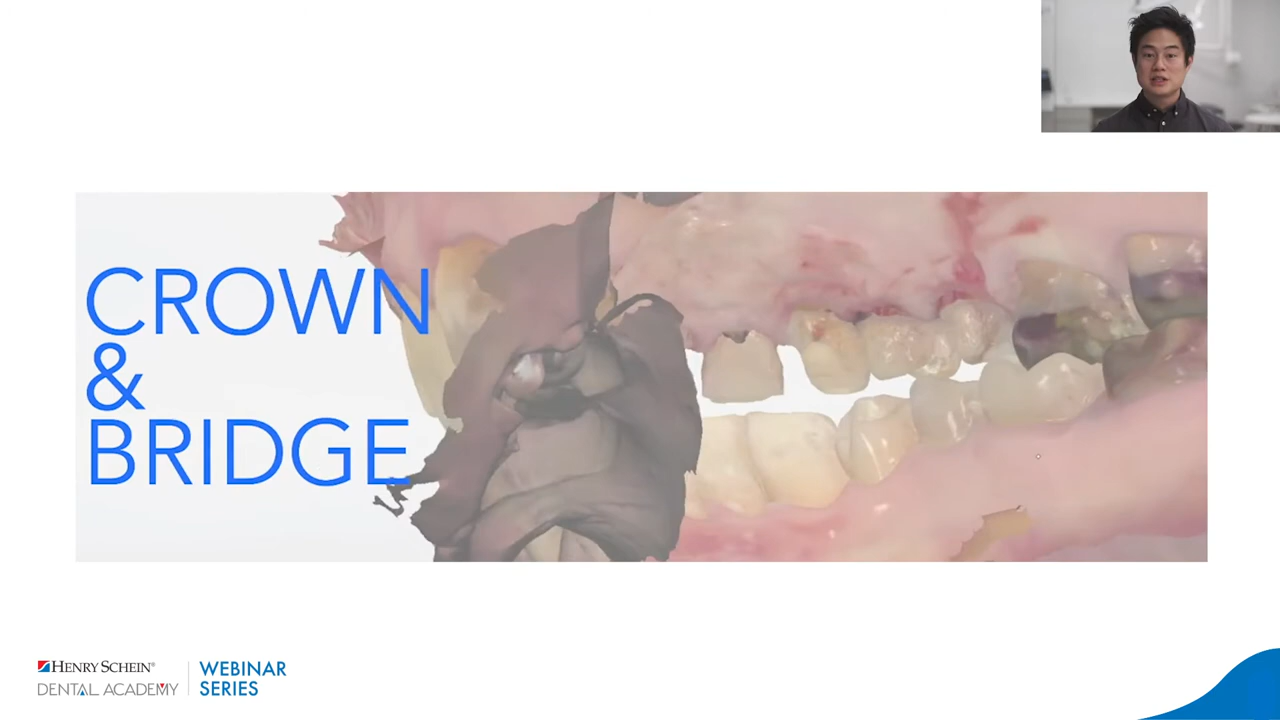 CROWN
&
BRIDGE
HENRY SCHEIN®
DENTAL ACADEMY
WEBINAR
SERIES